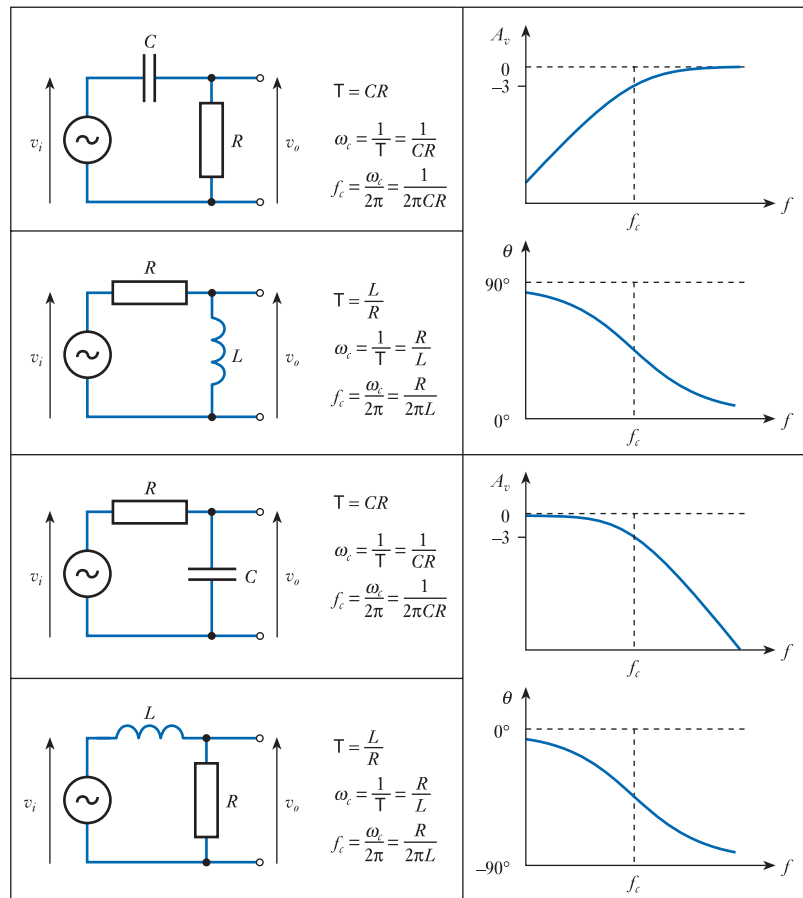 C
v_i
R
v_o
T = CR
ω_c = 1/T = 1/CR
f_c = ω_c/2π = 1/2πCR
A_v
0
−3
f_c
f
R
v_i
L
v_o
T = L/R
ω_c = 1/T = R/L
f_c = ω_c/2π = R/2πL
θ
90°
0°
f_c
f
R
v_i
C
v_o
T = CR
ω_c = 1/T = 1/CR
f_c = ω_c/2π = 1/2πCR
A_v
0
−3
f_c
f
L
v_i
R
v_o
T = L/R
ω_c = 1/T = R/L
f_c = ω_c/2π = R/2πL
θ
0°
−90°
f_c
f